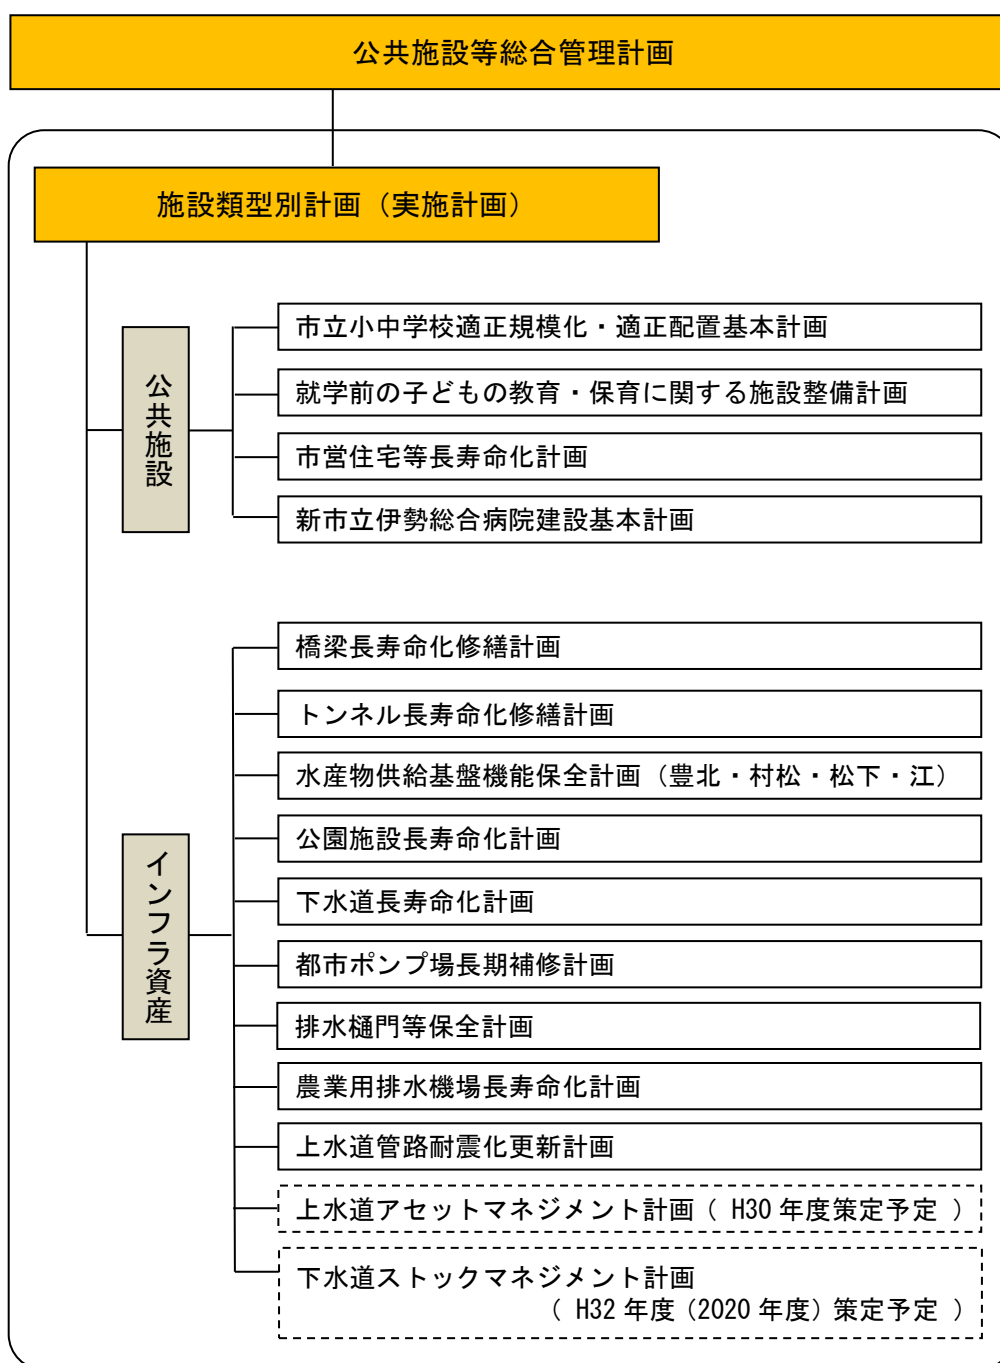 公共施設等総合管理計画
施設類型別計画（実施計画）
公共施設
市立小中学校適正規模化・適正配置基本計画
就学前の子どもの教育・保育に関する施設整備計画
市営住宅等長寿命化計画
新市立伊勢総合病院建設基本計画
インフラ資産
橋梁長寿命化修繕計画
トンネル長寿命化修繕計画
水産物供給基盤機能保全計画（豊北・村松・松下・江）
公園施設長寿命化計画
下水道長寿命化計画
都市ポンプ場長期補修計画
排水樋門等保全計画
農業用排水機場長寿命化計画
上水道管路耐震化更新計画
上水道アセットマネジメント計画（ H30 年度策定予定 ）
下水道ストックマネジメント計画
（ H32 年度（2020 年度）策定予定 ）